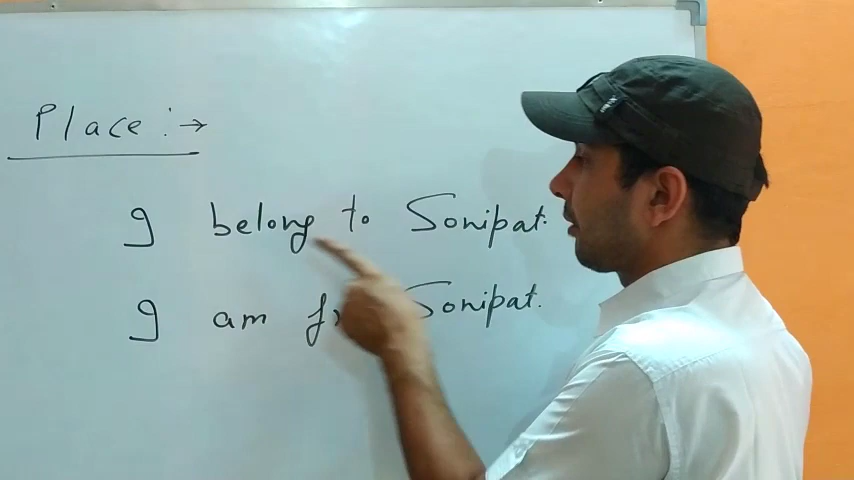 Place :→
I belong to Sonipat.
I am Sonipat.